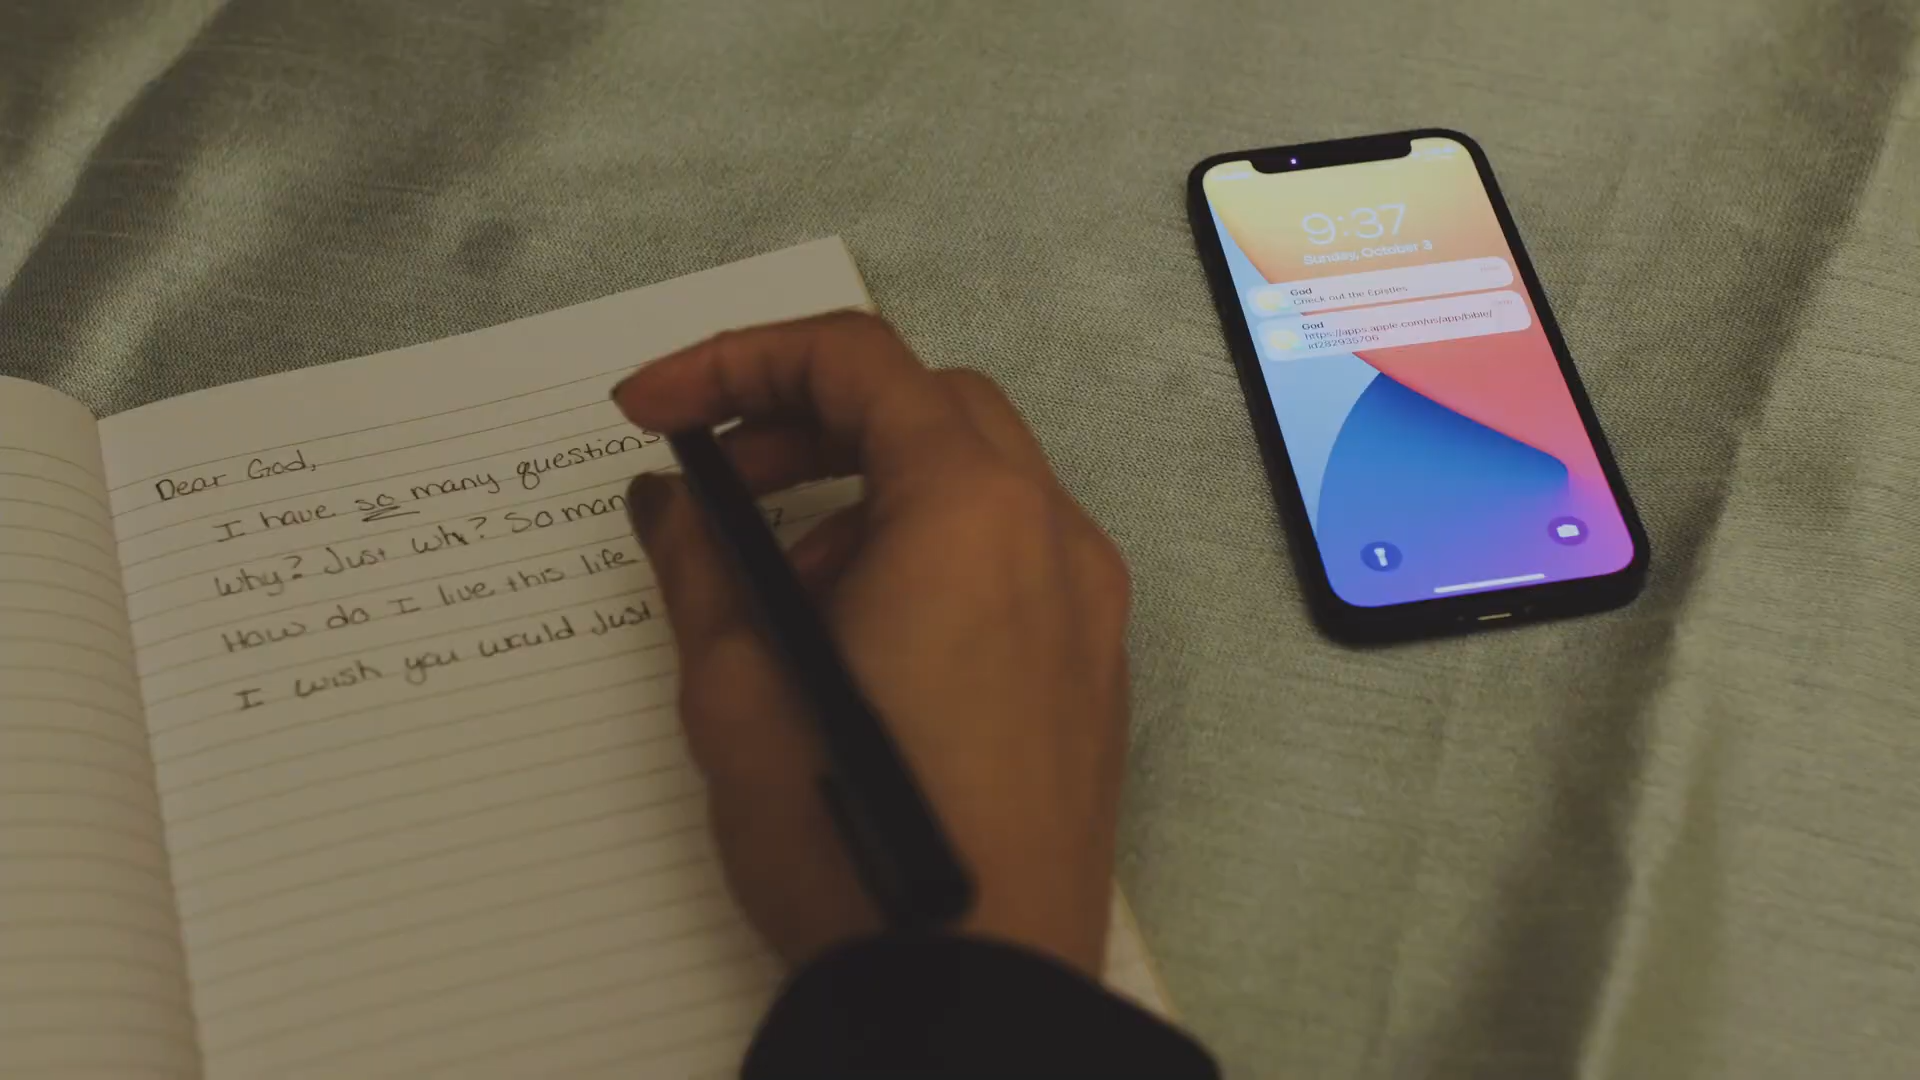 Dear God,
I have so many questions
Why? Just why? So man ?
How do I live this life
I wish you would just
9:37
Sunday, October 3
God
Check out the Epistles
God
https://apps.apple.com/us/app/bible/
id282935706